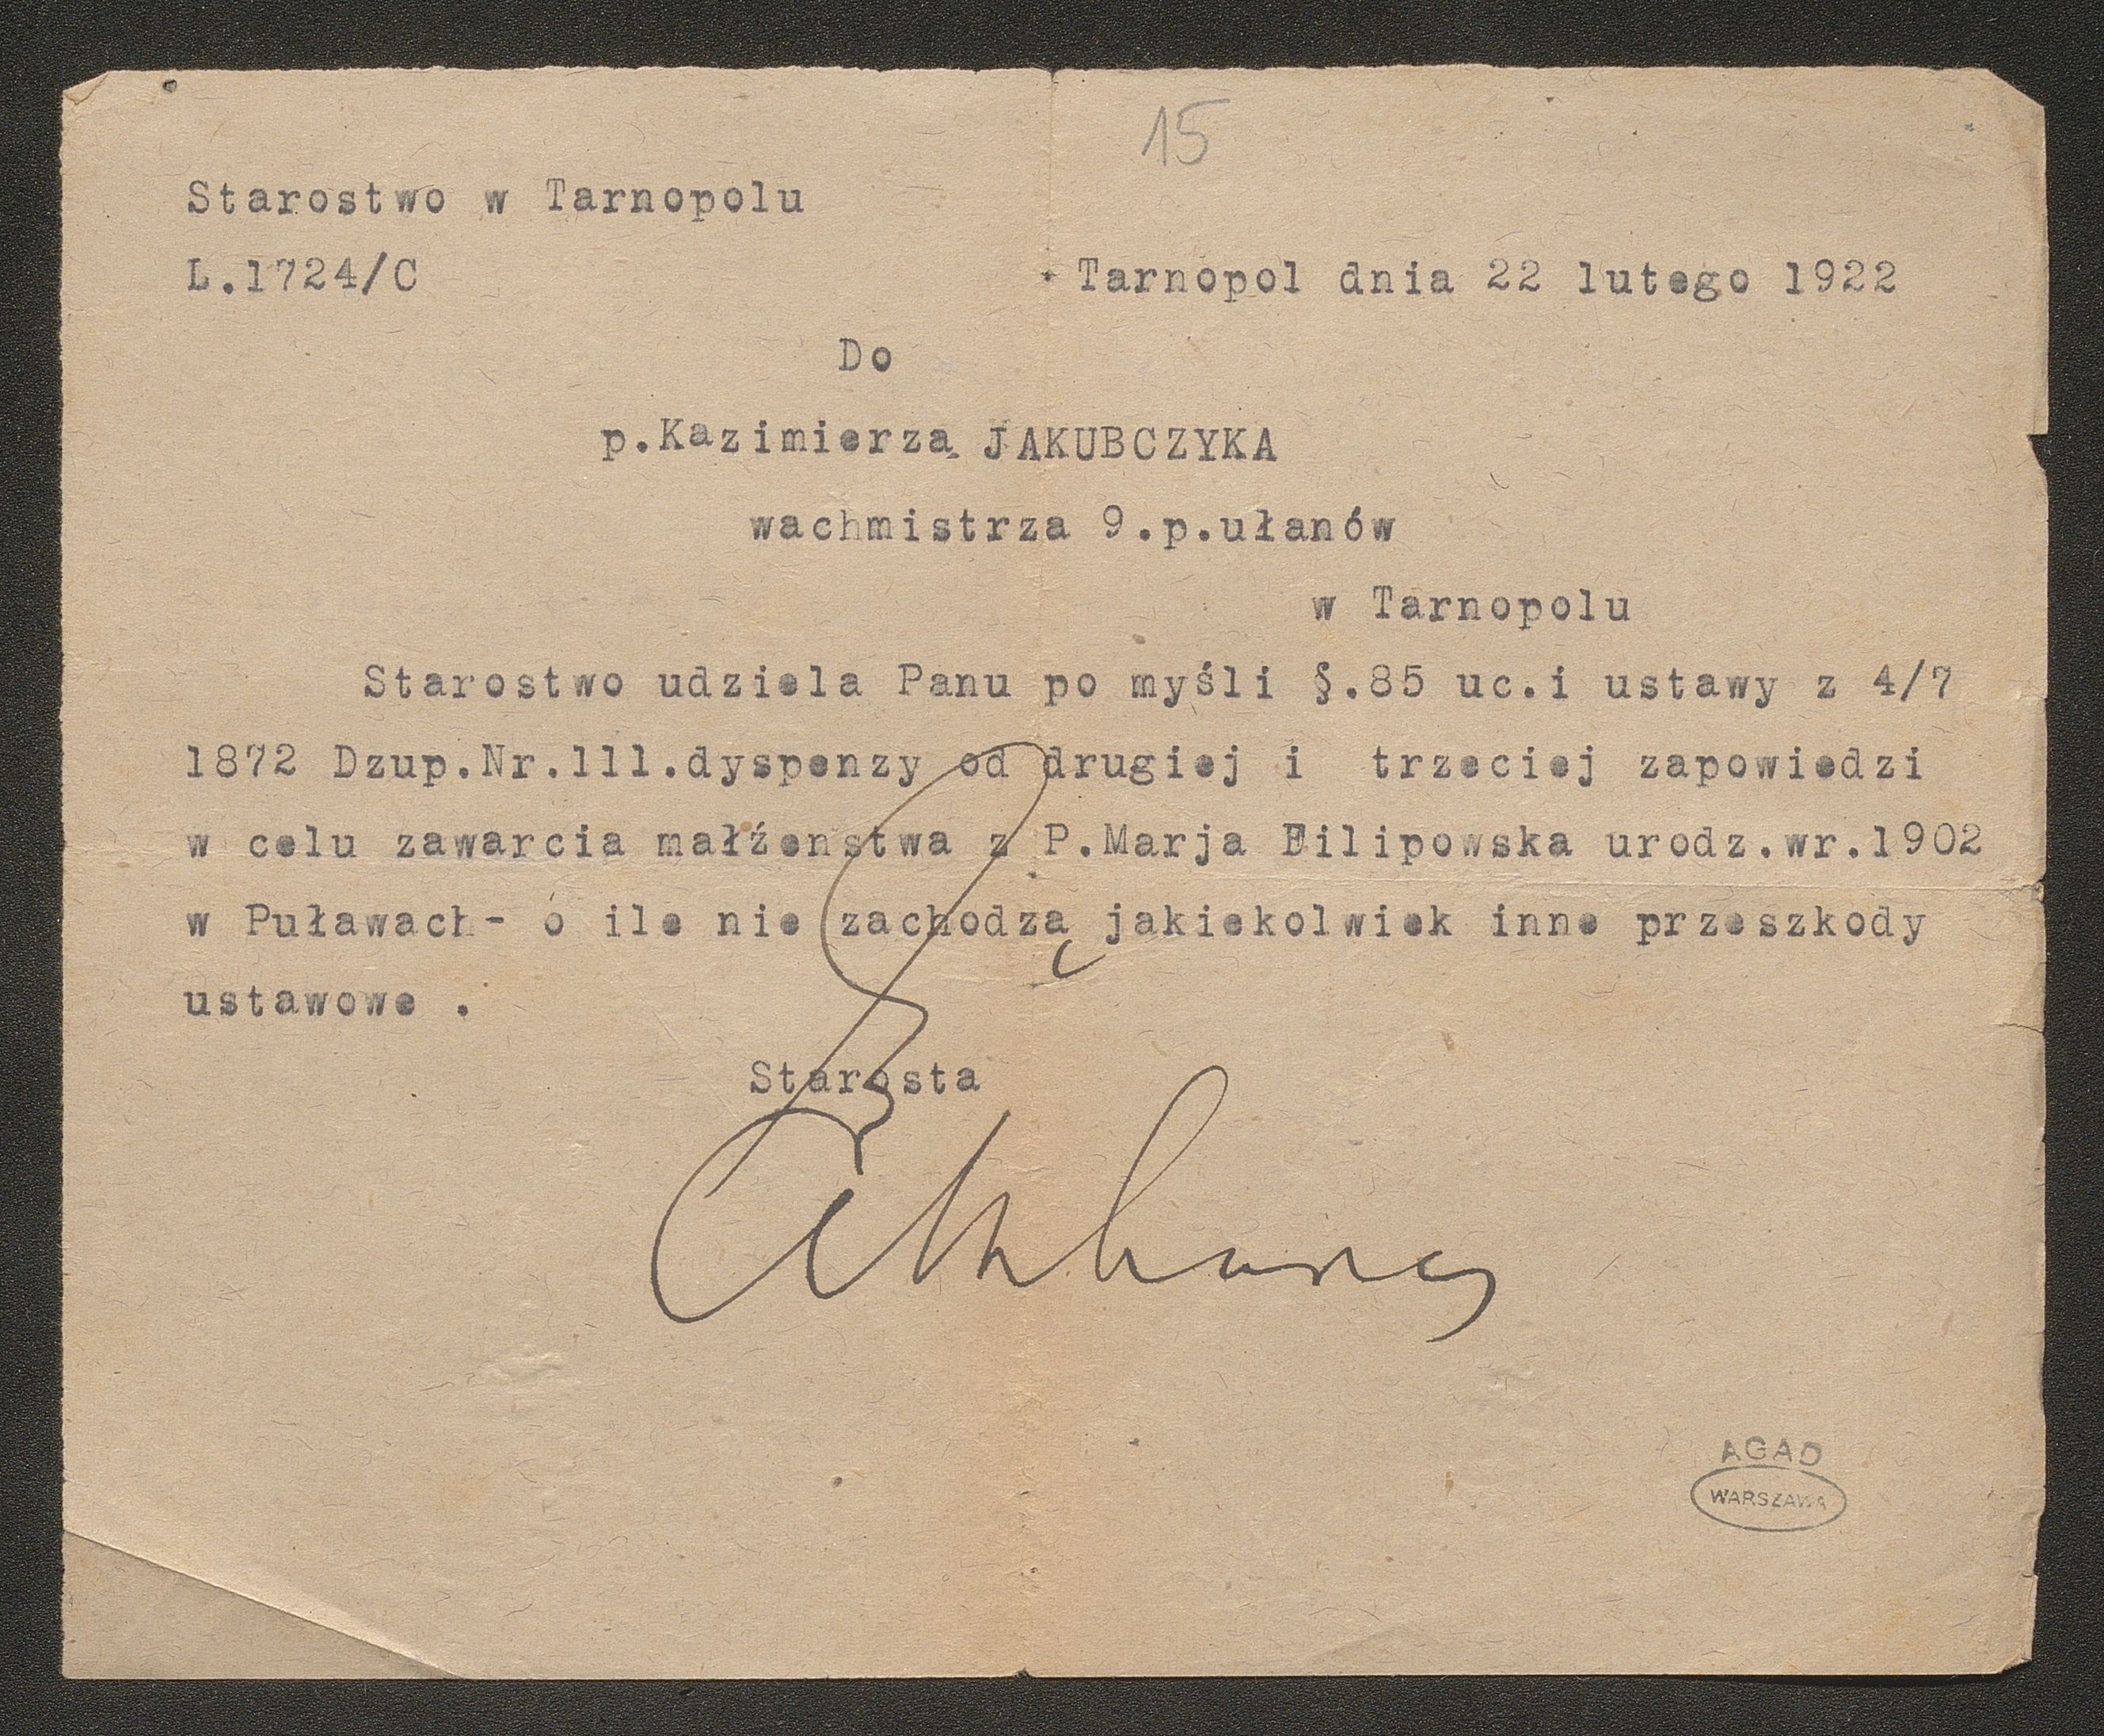 15
Starostwo w Tarnopolu
L.1724/C
Tarnopol dnia 22 lutego 1922
Do
p.Kazimierza JAKUBCZYKA
wachmistrza 9.p.ułanów
w Tarnopolu
Starostwo udziela Panu po myśli §.85 uc.i ustawy z 4/7
1872 Dzup.Nr.111.dyspenzy od drugiej i trzeciej zapowiedzi
w celu zawarcia małźenstwa z P.Marja Filipowska urodz.wr.1902
w Puławach- o ile nie zachodzą jakiekolwiek inne przeszkody
ustawowe .
Starosta
AGAD
WARSZAWA